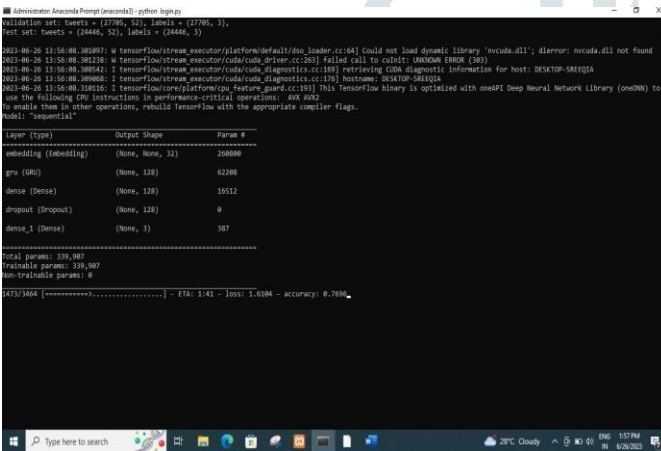 Administrator: Anaconda Prompt (anaconda3) - python login.py
Validation set: tweets = (27705, 52), labels = (27705, 3),
Test set: tweets = (24446, 52), labels = (24446, 3)
2023-06-26 13:56:08.301097: W tensorflow/stream_executor/platform/default/dso_loader.cc:64] Could not load dynamic library 'nvcuda.dll'; dlerror: nvcuda.dll not found
2023-06-26 13:56:08.301238: W tensorflow/stream_executor/cuda/cuda_driver.cc:263] failed call to cuInit: UNKNOWN ERROR (303)
2023-06-26 13:56:08.308542: I tensorflow/stream_executor/cuda/cuda_diagnostics.cc:169] retrieving CUDA diagnostic information for host: DESKTOP-SREEQIA
2023-06-26 13:56:08.309068: I tensorflow/stream_executor/cuda/cuda_diagnostics.cc:176] hostname: DESKTOP-SREEQIA
2023-06-26 13:56:08.310116: I tensorflow/core/platform/cpu_feature_guard.cc:193] This TensorFlow binary is optimized with oneAPI Deep Neural Network Library (oneDNN) to
use the following CPU instructions in performance-critical operations: AVX AVX2
To enable them in other operations, rebuild TensorFlow with the appropriate compiler flags.
Model: "sequential"
Layer (type) Output Shape Param #
embedding (Embedding) (None, None, 32) 260800
gru (GRU) (None, 128) 62208
dense (Dense) (None, 128) 16512
dropout (Dropout) (None, 128) 0
dense_1 (Dense) (None, 3) 387
Total params: 339,907
Trainable params: 339,907
Non-trainable params: 0
1473/3464 [===========>..................] - ETA: 1:41 - loss: 1.6104 - accuracy: 0.7696
Type here to search
28°C Cloudy
ENG
IN
1:57 PM
6/26/2023